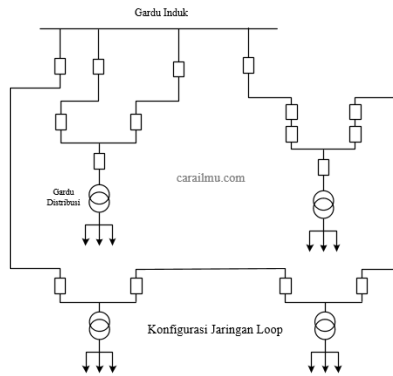 Gardu Induk
carailmu.com
Gardu
Distribusi
Konfigurasi Jaringan Loop